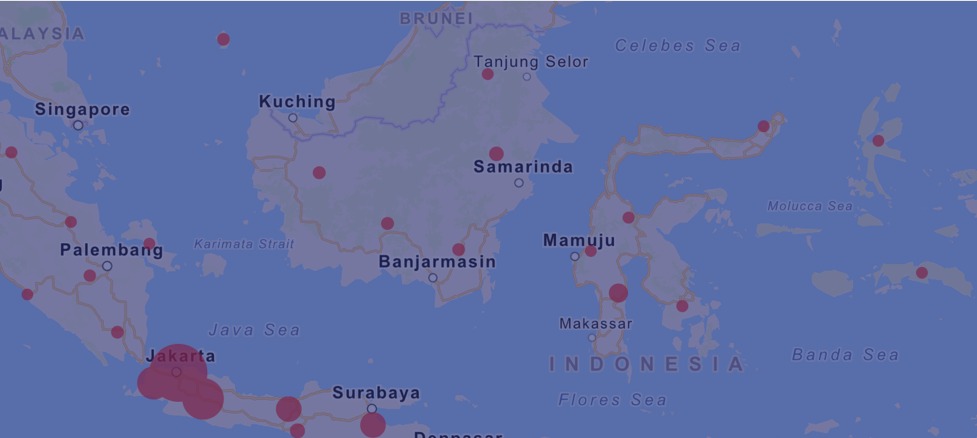 BRUNEI
ALAYSIA
Celebes Sea
Tanjung Selor
Kuching
Singapore
Samarinda
Molucca Sea
Mamuju
Karimata Strait
Palembang
Banjarmasin
Java Sea
Makassar
Jakarta
Banda Sea
INDONESIA
Surabaya
Flores Sea
Denpasar